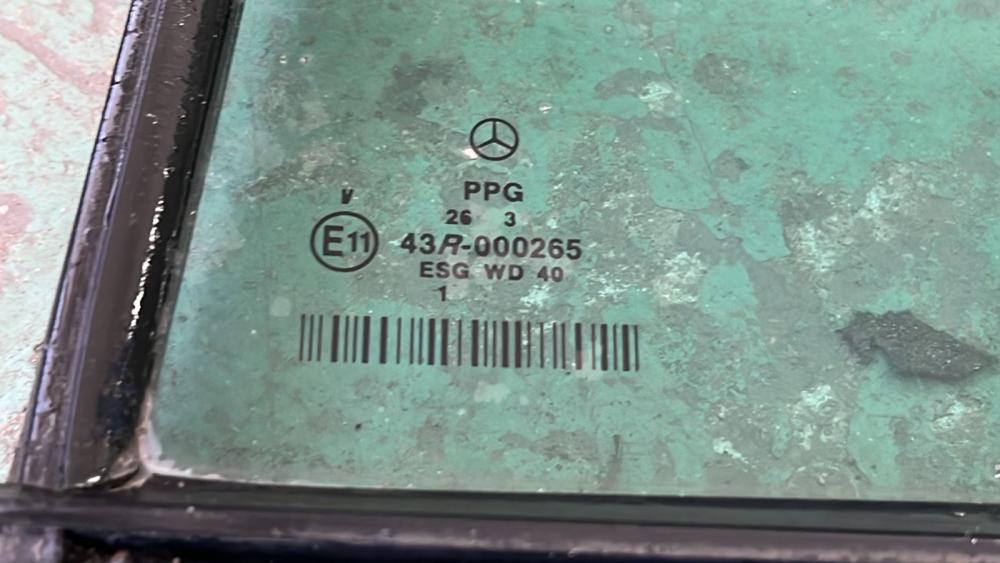 PPG
V
26 3
E11 43R-000265
ESG WD 40
1